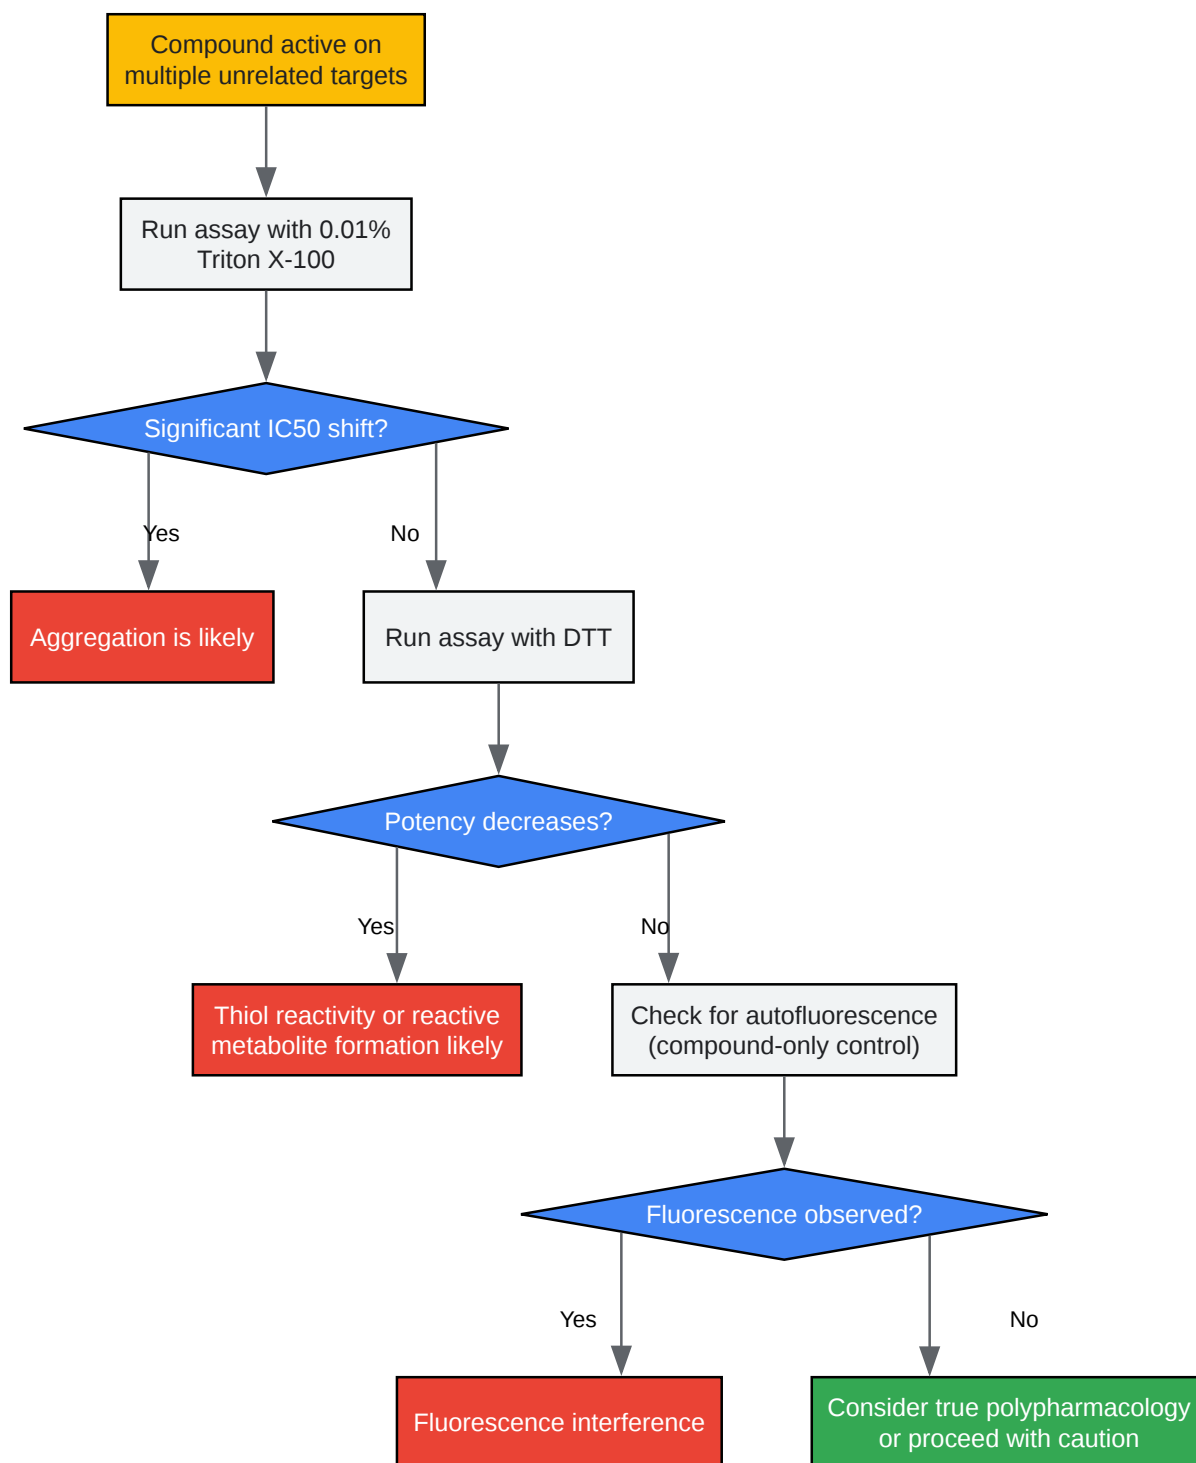 Compound active on
multiple unrelated targets
Run assay with 0.01%
Triton X-100
Significant IC50 shift?
Yes
No
Aggregation is likely
Run assay with DTT
Potency decreases?
Yes
No
Thiol reactivity or reactive
metabolite formation likely
Check for autofluorescence
(compound-only control)
Fluorescence observed?
Yes
No
Fluorescence interference
Consider true polypharmacology
or proceed with caution